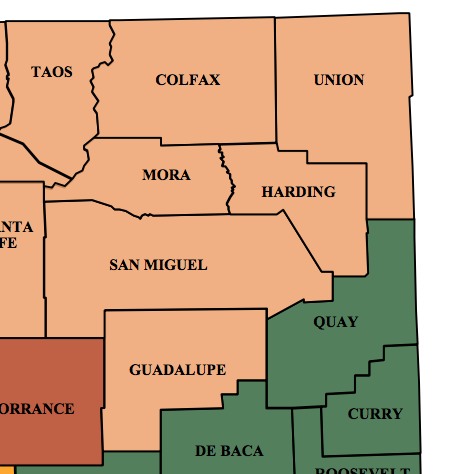 TAOS
COLFAX
UNION
MORA
HARDING
NTA
FE
SAN MIGUEL
QUAY
GUADALUPE
ORRANCE
CURRY
DE BACA
ROOSEVELT